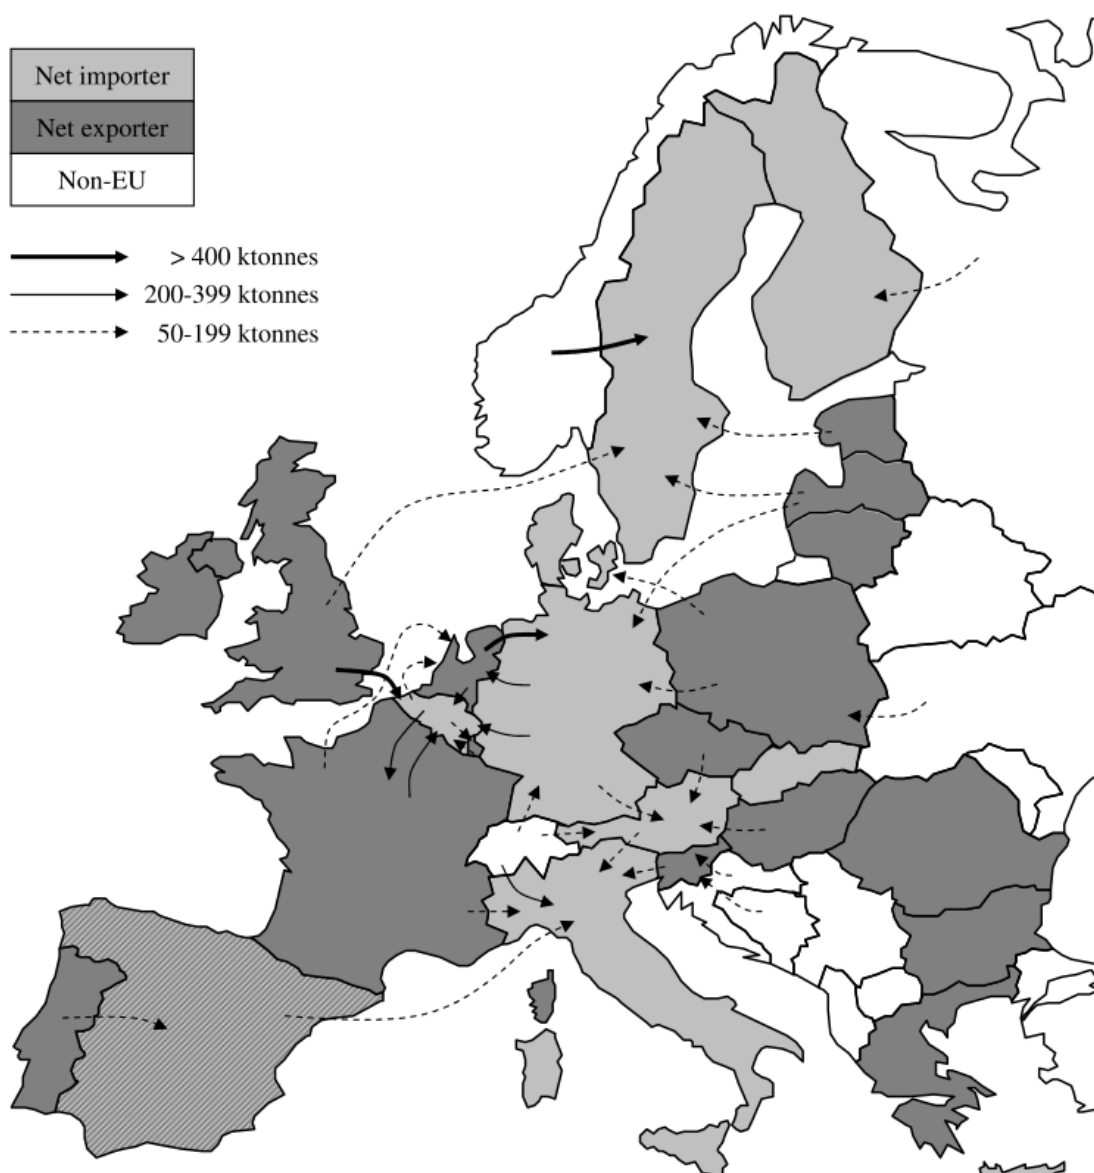 Net importer
Net exporter
Non-EU
> 400 ktonnes
200-399 ktonnes
50-199 ktonnes